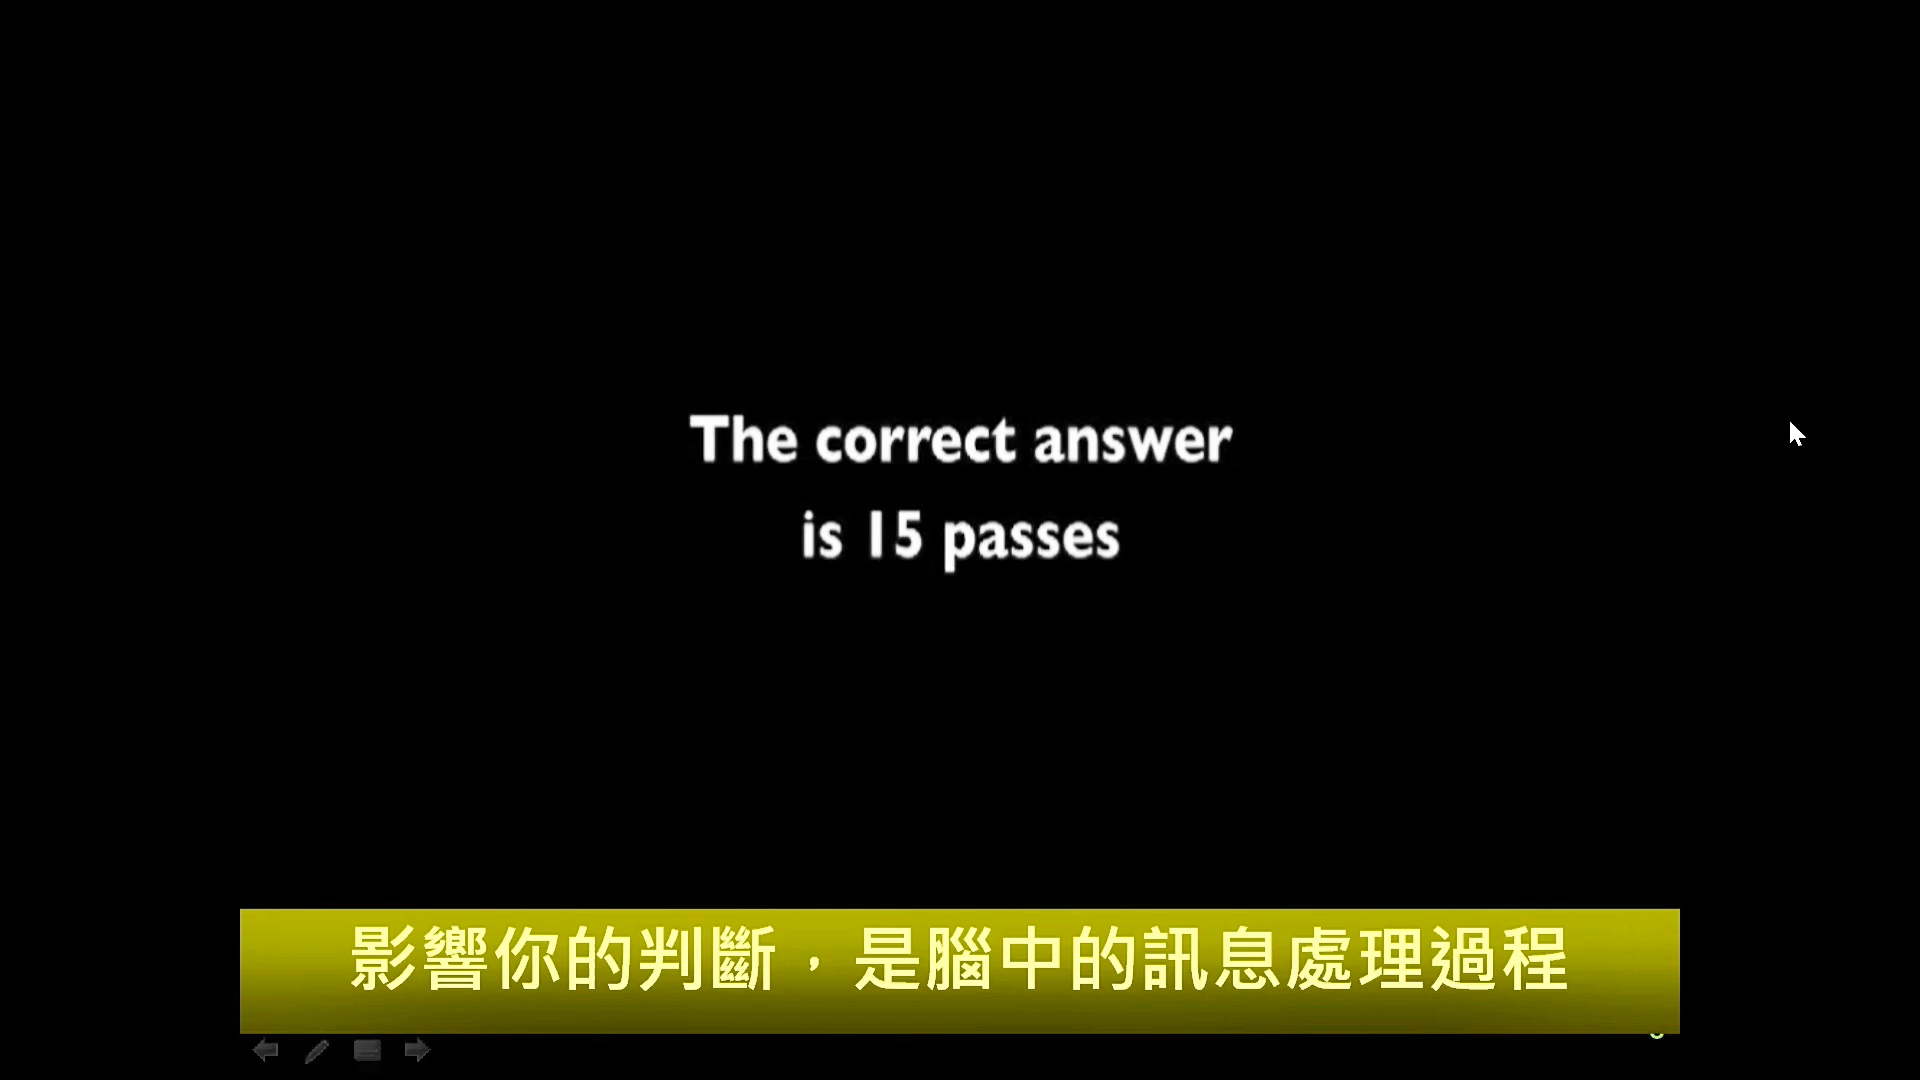 The correct answer
is 15 passes
影響你的判斷，是腦中的訊息處理過程